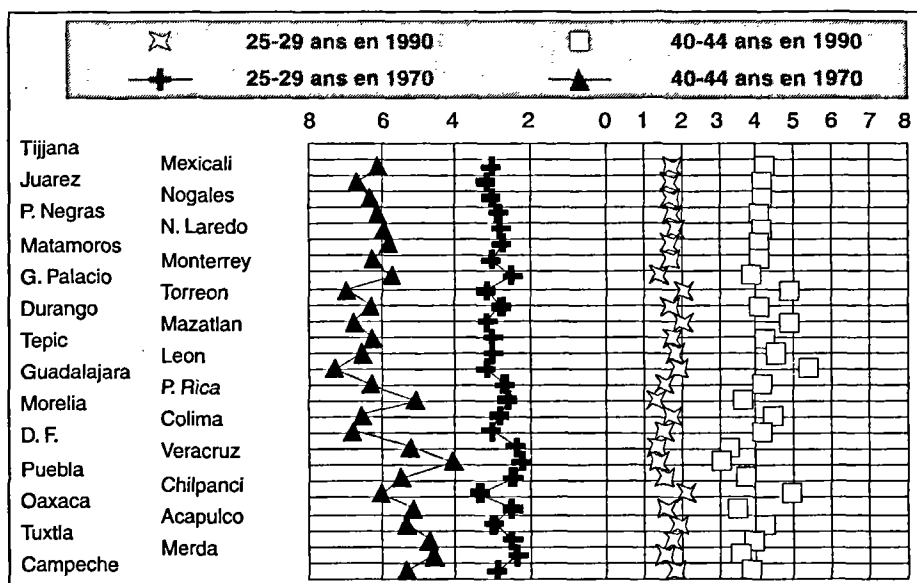 25-29 ans en 1990 40-44 ans en 1990
25-29 ans en 1970 40-44 ans en 1970
8 6 4 2 0 1 2 3 4 5 6 7 8
Tijjana
Mexicali
Juarez
Nogales
P. Negras
N. Laredo
Matamoros
Monterrey
G. Palacio
Torreon
Durango
Mazatlan
Tepic
Leon
Guadalajara
P. Rica
Morelia
Colima
D. F.
Veracruz
Puebla
Chilpanci
Oaxaca
Acapulco
Tuxtla
Merda
Campeche